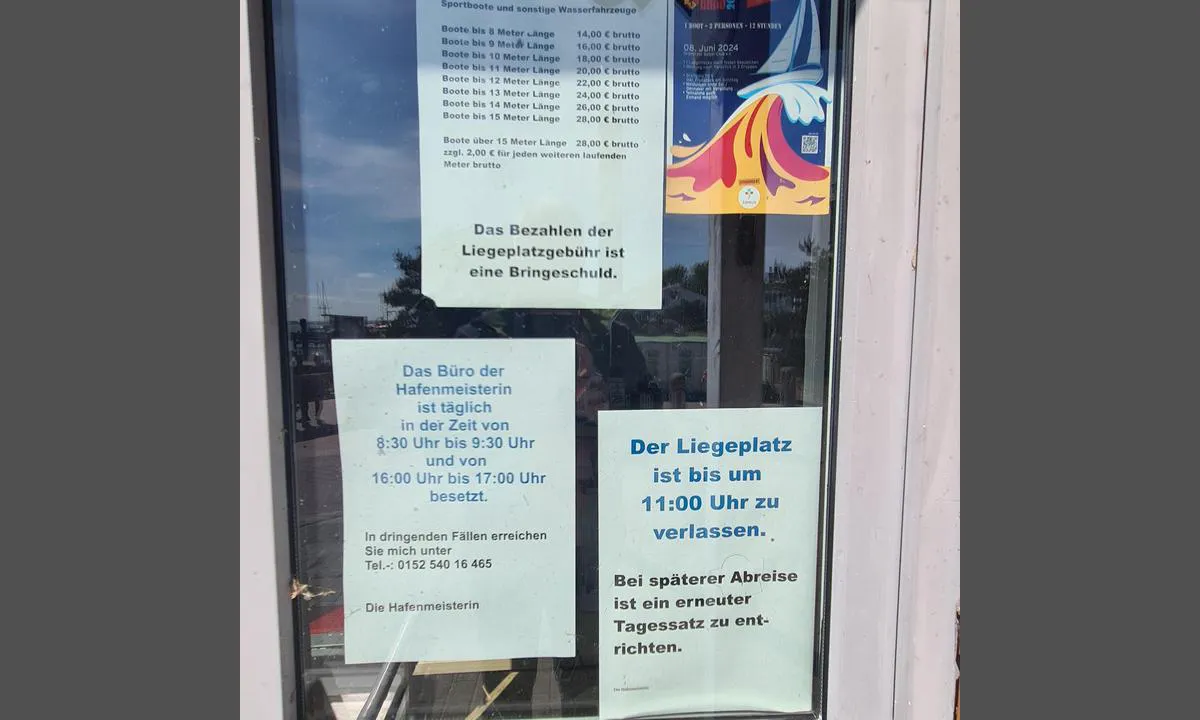 Sportboote und sonstige Wasserfahrzeuge
Boote bis 8 Meter Länge 14,00 € brutto
Boote bis 9 Meter Länge 16,00 € brutto
Boote bis 10 Meter Länge 18,00 € brutto
Boote bis 11 Meter Länge 20,00 € brutto
Boote bis 12 Meter Länge 22,00 € brutto
Boote bis 13 Meter Länge 24,00 € brutto
Boote bis 14 Meter Länge 26,00 € brutto
Boote bis 15 Meter Länge 28,00 € brutto
Boote über 15 Meter Länge 28,00 € brutto
zzgl. 2,00 € für jeden weiteren laufenden
Meter brutto
Das Bezahlen der
Liegeplatzgebühr ist
eine Bringeschuld.
1 BOOT - 2 PERSONEN - 12 STUNDEN
08. Juni 2024
Das Büro der
Hafenmeisterin
ist täglich
in der Zeit von
8:30 Uhr bis 9:30 Uhr
und von
16:00 Uhr bis 17:00 Uhr
besetzt.
In dringenden Fällen erreichen
Sie mich unter
Tel.-: 0152 540 16 465
Die Hafenmeisterin
Der Liegeplatz
ist bis um
11:00 Uhr zu
verlassen.
Bei späterer Abreise
ist ein erneuter
Tagessatz zu ent-
richten.
Die Hafenmeisterin